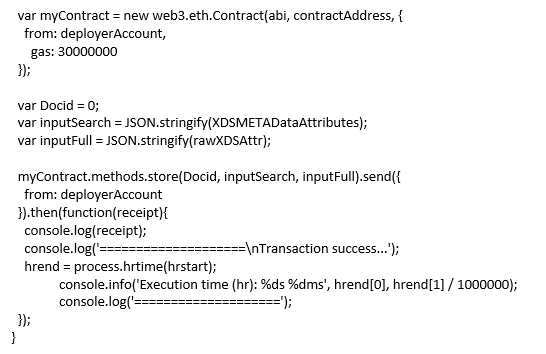 var myContract = new web3.eth.Contract(abi, contractAddress, {
from: deployerAccount,
gas: 30000000
});
var Docid = 0;
var inputSearch = JSON.stringify(XDSMETADataAttributes);
var inputFull = JSON.stringify(rawXDSAttr);
myContract.methods.store(Docid, inputSearch, inputFull).send({
from: deployerAccount
}).then(function(receipt){
console.log(receipt);
console.log('====================\nTransaction success...');
hrend = process.hrtime(hrstart);
console.info('Execution time (hr): %ds %dms', hrend[0], hrend[1] / 1000000);
console.log('====================');
});
}